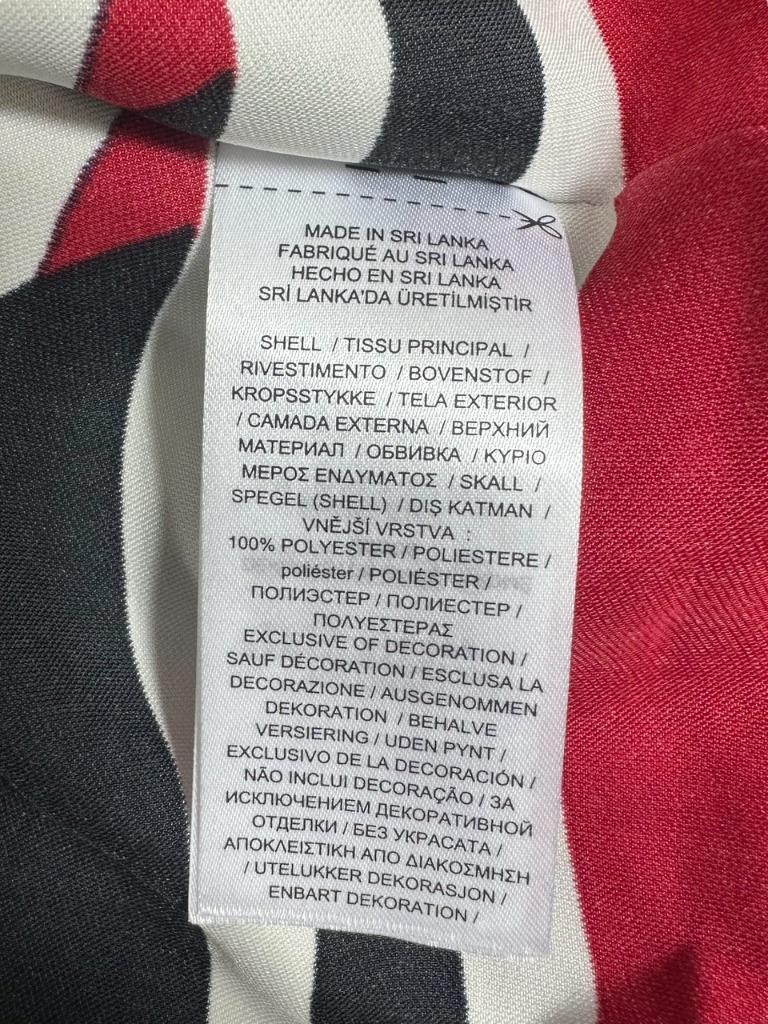 MADE IN SRI LANKA
FABRIQUÉ AU SRI LANKA
HECHO EN SRI LANKA
SRİ LANKA'DA ÜRETİLMİŞTİR
SHELL / TISSU PRINCIPAL /
RIVESTIMENTO / BOVENSTOF /
KROPSSTYKKE / TELA EXTERIOR
/ CAMADA EXTERNA / ВЕРХНИЙ
МАТЕРИАЛ / ОБВИВКА / ΚΥΡΙΟ
ΜΕΡΟΣ ΕΝΔΥΜΑΤΟΣ / SKALL /
SPEGEL (SHELL) / DIŞ KATMAN /
VNĚJŠÍ VRSTVA :
100% POLYESTER / POLIESTERE /
poliéster / POLIÉSTER /
ПОЛИЭСТЕР / ПОЛИЕСТЕР /
ΠΟΛΥΕΣΤΕΡΑΣ
EXCLUSIVE OF DECORATION /
SAUF DÉCORATION / ESCLUSA LA
DECORAZIONE / AUSGENOMMEN
DEKORATION / BEHALVE
VERSIERING / UDEN PYNT /
EXCLUSIVO DE LA DECORACIÓN /
NÃO INCLUI DECORAÇÃO / ЗА
ИСКЛЮЧЕНИЕМ ДЕКОРАТИВНОЙ
ОТДЕЛКИ / БЕЗ УКРАСАТА /
ΑΠΟΚΛΕΙΣΤΙΚΗ ΑΠΟ ΔΙΑΚΟΣΜΗΣΗ
/ UTELUKKER DEKORASJON /
ENBART DEKORATION /